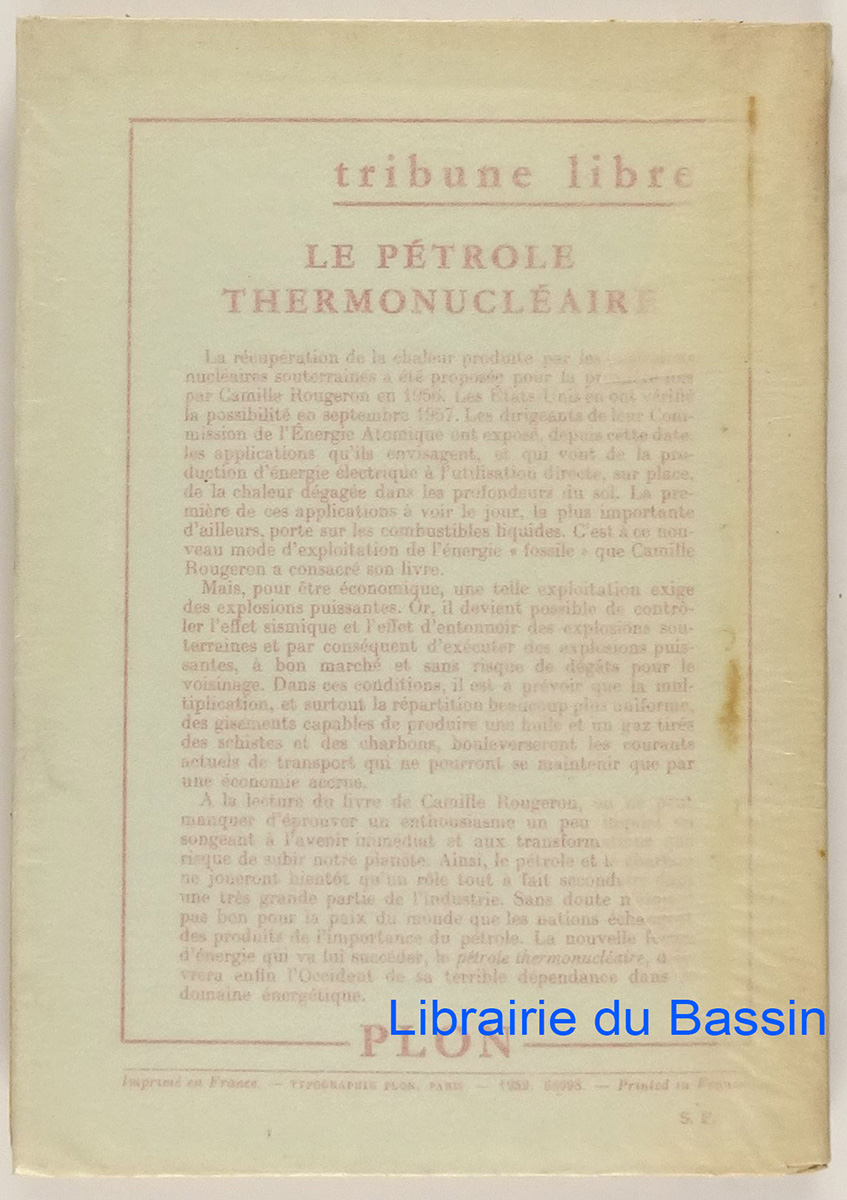 tribune libre
LE PÉTROLE
THERMONUCLÉAIRE
La récupération de la chaleur produite par les
nucléaires souterraines a été proposée pour la
par Camille Rougeron en 1956. Les États-Unis en ont vérifié
la possibilité en septembre 1957. Les dirigeants de leur Com-
mission de l'Énergie Atomique ont exposé, depuis cette date,
les applications qu'ils envisagent, et qui vont de la pro-
duction d'énergie électrique à l'utilisation directe, sur place,
de la chaleur dégagée dans les profondeurs du sol. La pre-
mière de ces applications à voir le jour, la plus importante
d'ailleurs, porte sur les combustibles liquides. C'est à ce nou-
veau mode d'exploitation de l'énergie « fossile » que Camille
Rougeron a consacré son livre.
Mais, pour être économique, une telle exploitation exige
des explosions puissantes. Or, il devient possible de contrô-
ler l'effet sismique et l'effet d'entonnoir des explosions sou-
terraines et par conséquent d'exécuter des explosions puis-
santes, à bon marché et sans risque de dégâts pour le
voisinage. Dans ces conditions, il est à prévoir que la mul-
tiplication, et surtout la répartition beaucoup plus uniforme,
des gisements capables de produire une huile et un gaz tirés
des schistes et des charbons, bouleverseront les courants
actuels de transport qui ne pourront se maintenir que par
une économie accrue.
A la lecture du livre de Camille Rougeron, on ne peut
manquer d'éprouver un enthousiasme un peu
songeant à l'avenir immédiat et aux transform
risque de subir notre planète. Ainsi, le pétrole et le
ne joueront bientôt qu'un rôle tout à fait second
une très grande partie de l'industrie. Sans doute n
pas bon pour la paix du monde que les nations écha
des produits de l'importance du pétrole. La nouvelle
d'énergie qui va lui succéder, le pétrole thermonucléaire,
vrera enfin l'Occident de sa terrible dépendance dans
domaine énergétique.
PLON
Librairie du Bassin
Imprimé en France. — TYPOGRAPHIE PLON, PARIS. — 1959. — Printed in France
S. E.